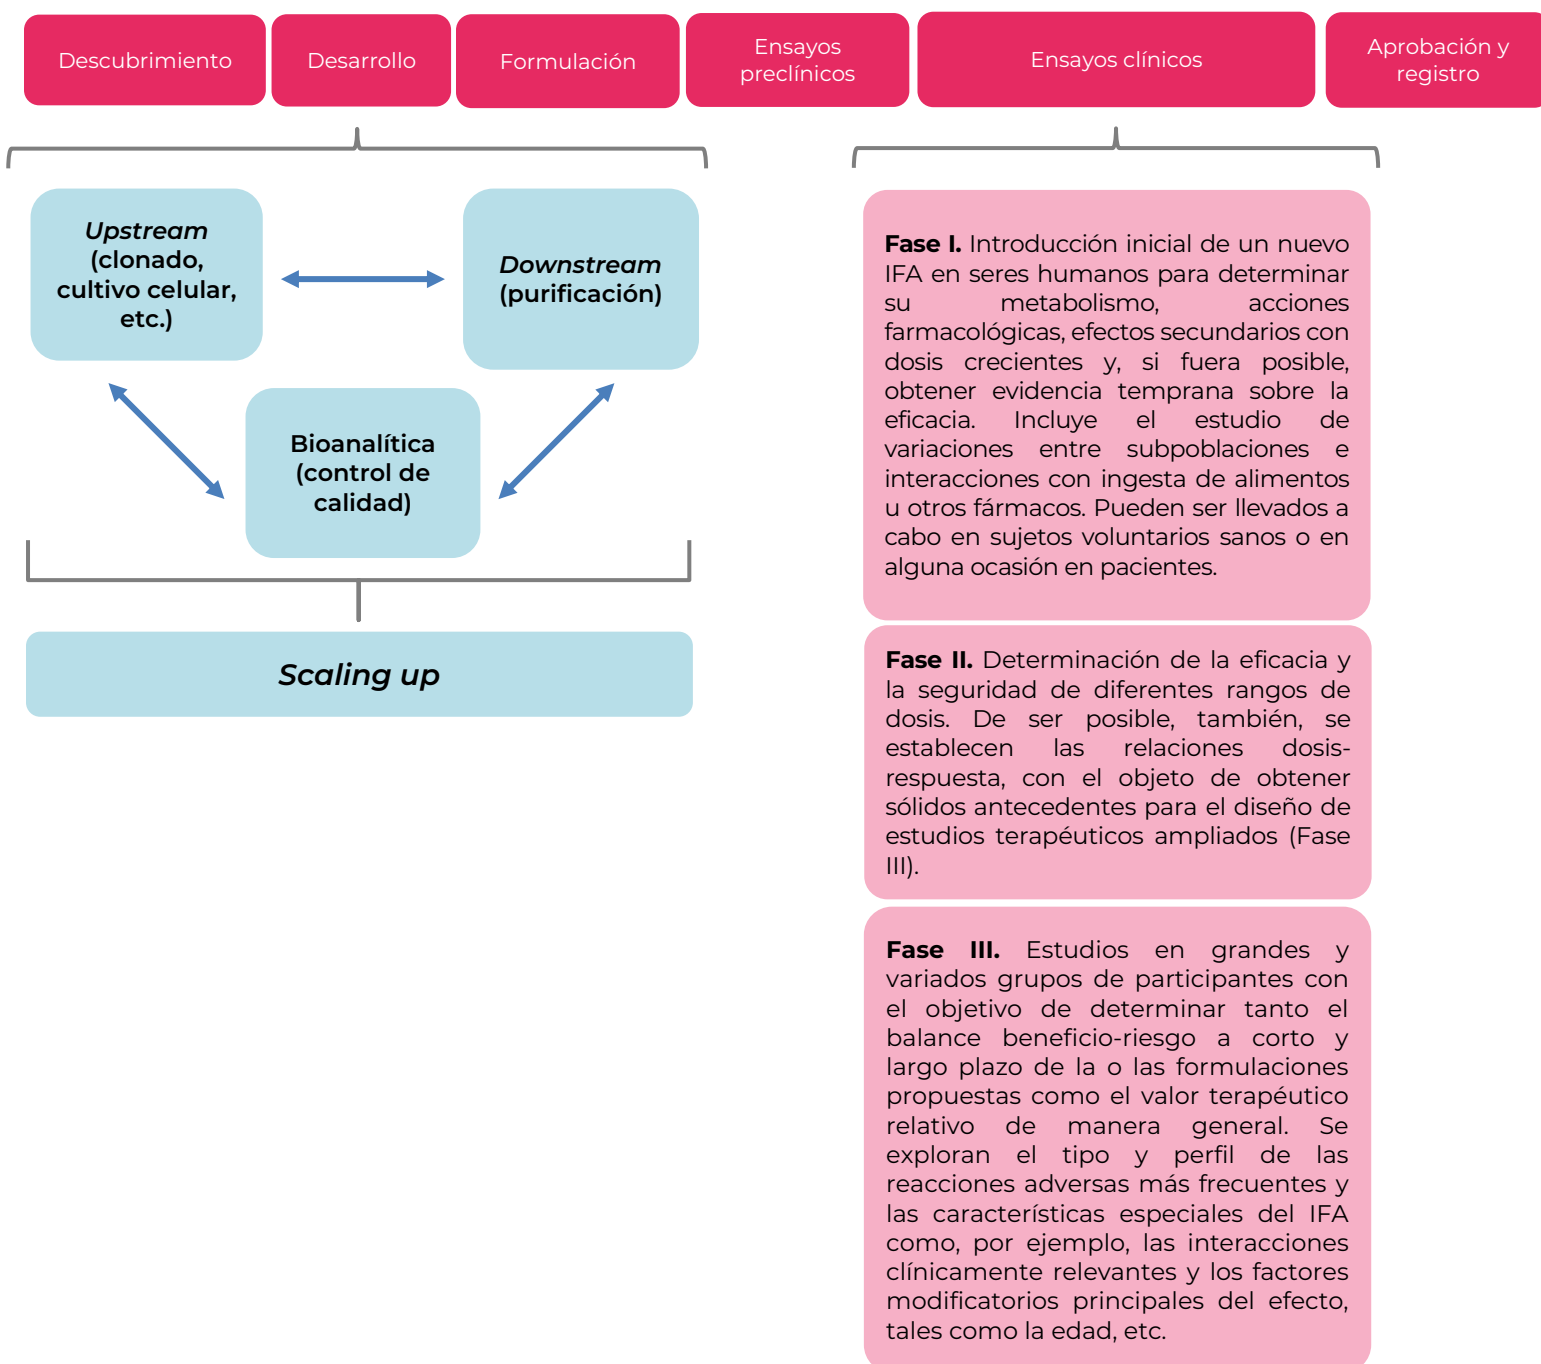 Descubrimiento
Desarrollo
Formulación
Ensayos
preclínicos
Ensayos clínicos
Aprobación y
registro
Upstream
(clonado,
cultivo celular,
etc.)
Downstream
(purificación)
Bioanalítica
(control de
calidad)
Scaling up
Fase I. Introducción inicial de un nuevo
IFA en seres humanos para determinar
su metabolismo, acciones
farmacológicas, efectos secundarios con
dosis crecientes y, si fuera posible,
obtener evidencia temprana sobre la
eficacia. Incluye el estudio de
variaciones entre subpoblaciones e
interacciones con ingesta de alimentos
u otros fármacos. Pueden ser llevados a
cabo en sujetos voluntarios sanos o en
alguna ocasión en pacientes.
Fase II. Determinación de la eficacia y
la seguridad de diferentes rangos de
dosis. De ser posible, también, se
establecen las relaciones dosis-
respuesta, con el objeto de obtener
sólidos antecedentes para el diseño de
estudios terapéuticos ampliados (Fase
III).
Fase III. Estudios en grandes y
variados grupos de participantes con
el objetivo de determinar tanto el
balance beneficio-riesgo a corto y
largo plazo de la o las formulaciones
propuestas como el valor terapéutico
relativo de manera general. Se
exploran el tipo y perfil de las
reacciones adversas más frecuentes y
las características especiales del IFA
como, por ejemplo, las interacciones
clínicamente relevantes y los factores
modificatorios principales del efecto,
tales como la edad, etc.